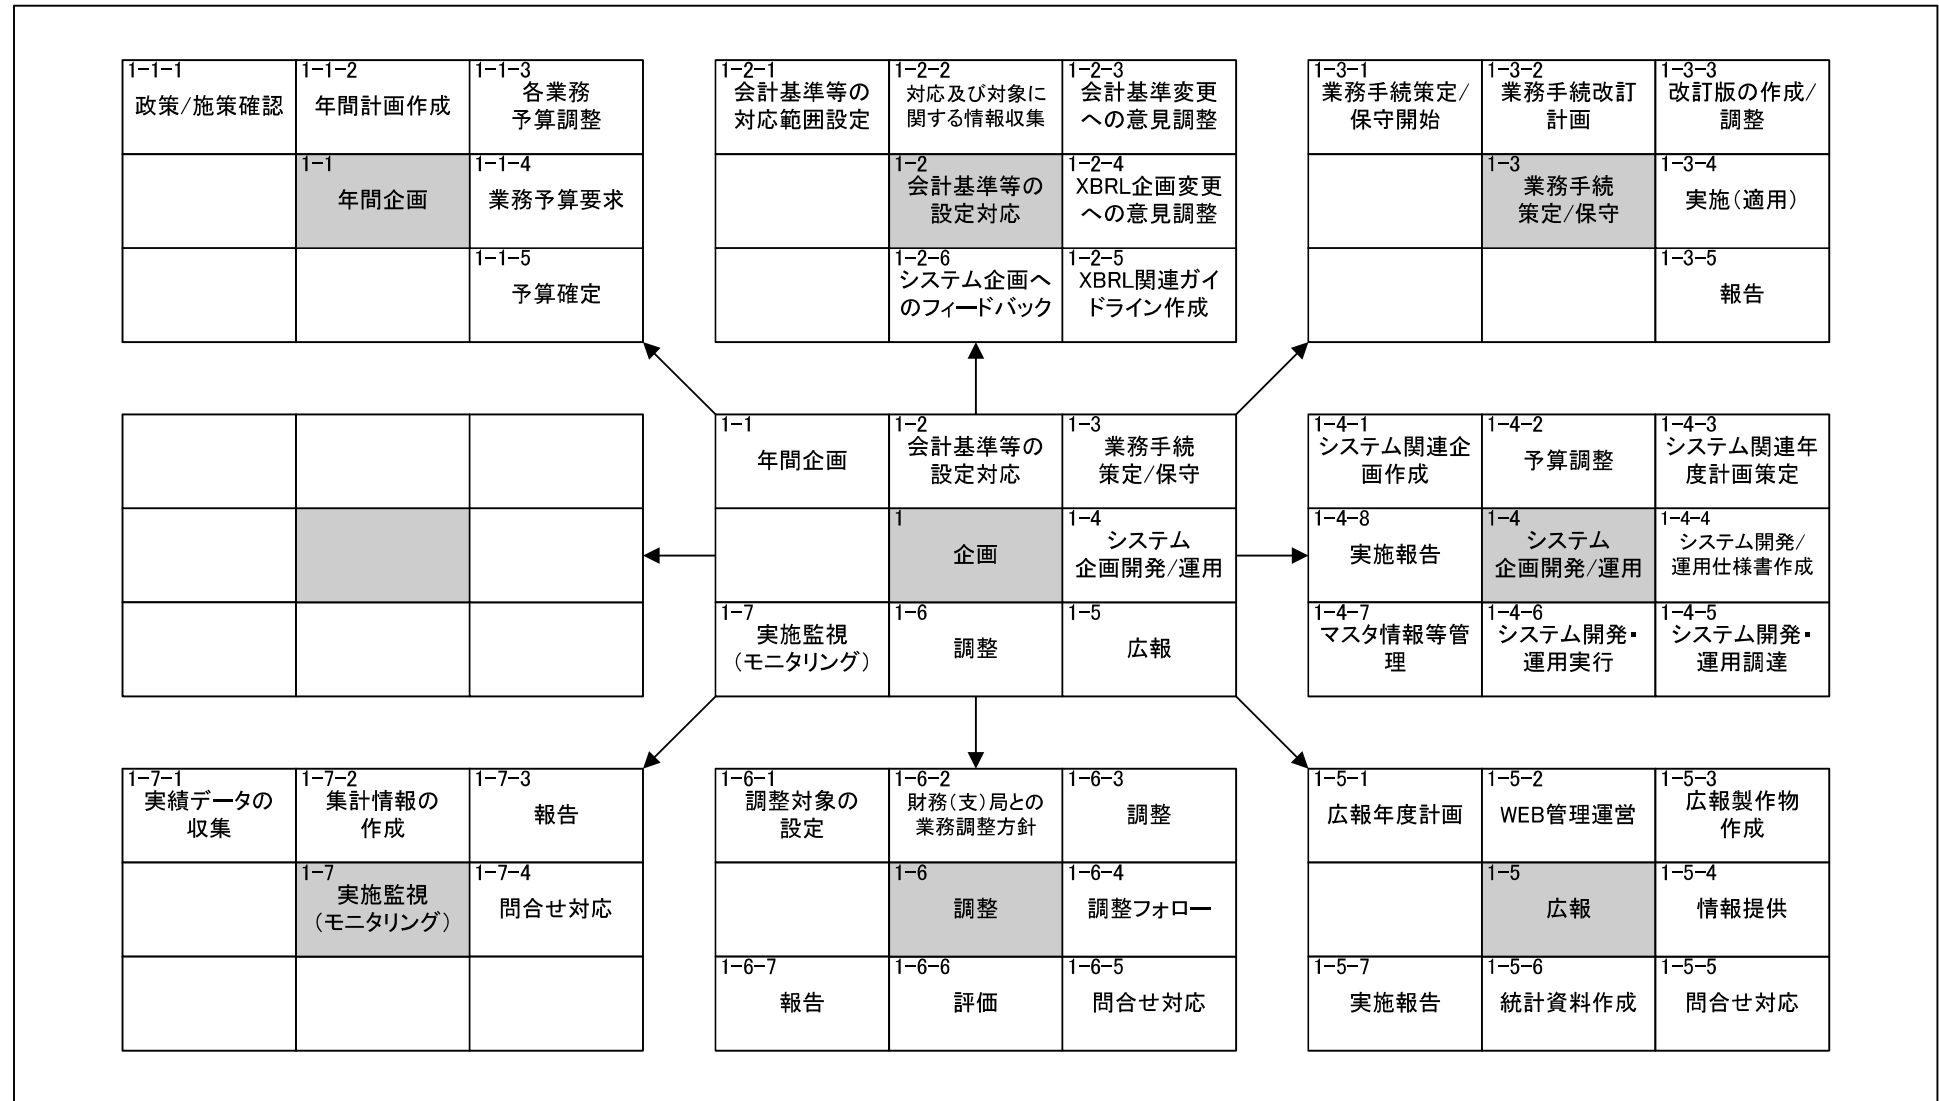 1-1-1
政策/施策確認
1-1-2
年間計画作成
1-1-3
各業務
予算調整
1-1
年間企画
1-1-4
業務予算要求
1-1-5
予算確定
1-2-1
会計基準等の
対応範囲設定
1-2-2
対応及び対象に
関する情報収集
1-2-3
会計基準変更
への意見調整
1-2
会計基準等の
設定対応
1-2-4
XBRL企画変更
への意見調整
1-2-6
システム企画へ
のフィードバック
1-2-5
XBRL関連ガイ
ドライン作成
1-3-1
業務手続策定/
保守開始
1-3-2
業務手続改訂
計画
1-3-3
改訂版の作成/
調整
1-3
業務手続
策定/保守
1-3-4
実施(適用)
1-3-5
報告
1-1
年間企画
1-2
会計基準等の
設定対応
1-3
業務手続
策定/保守
1
企画
1-4
システム
企画開発/運用
1-7
実施監視
(モニタリング)
1-6
調整
1-5
広報
1-4-1
システム関連企
画作成
1-4-2
予算調整
1-4-3
システム関連年
度計画策定
1-4-8
実施報告
1-4
システム
企画開発/運用
1-4-4
システム開発/
運用仕様書作成
1-4-7
マスタ情報等管
理
1-4-6
システム開発・
運用実行
1-4-5
システム開発・
運用調達
1-7-1
実績データの
収集
1-7-2
集計情報の
作成
1-7-3
報告
1-7
実施監視
(モニタリング)
1-7-4
問合せ対応
1-6-1
調整対象の
設定
1-6-2
財務(支)局との
業務調整方針
1-6-3
調整
1-6
調整
1-6-4
調整フォロー
1-6-7
報告
1-6-6
評価
1-6-5
問合せ対応
1-5-1
広報年度計画
1-5-2
WEB管理運営
1-5-3
広報製作物
作成
1-5
広報
1-5-4
情報提供
1-5-7
実施報告
1-5-6
統計資料作成
1-5-5
問合せ対応